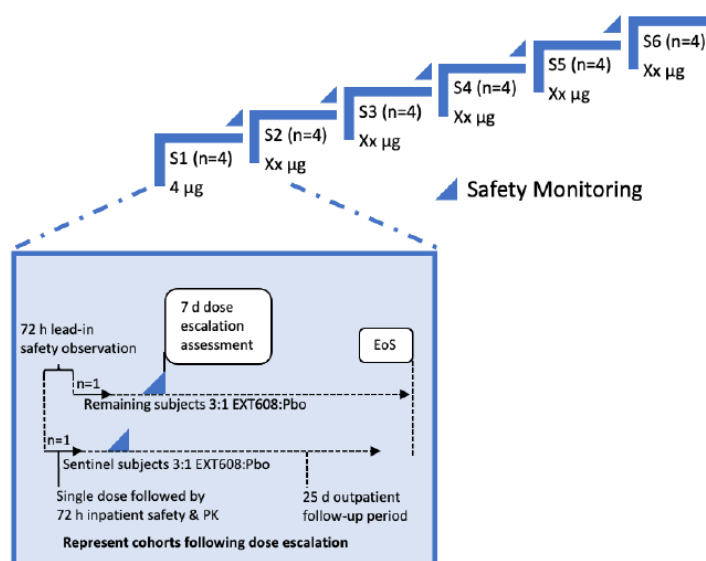 S6 (n=4)
Xx µg
S5 (n=4)
Xx µg
S4 (n=4)
Xx µg
S3 (n=4)
Xx µg
S2 (n=4)
Xx µg
S1 (n=4)
4 µg
Safety Monitoring
7 d dose
escalation
assessment
72 h lead-in
safety observation
EoS
n=1
Remaining subjects 3:1 EXT608:Pbo
n=1
Sentinel subjects 3:1 EXT608:Pbo
Single dose followed by
72 h inpatient safety & PK
25 d outpatient
follow-up period
Represent cohorts following dose escalation